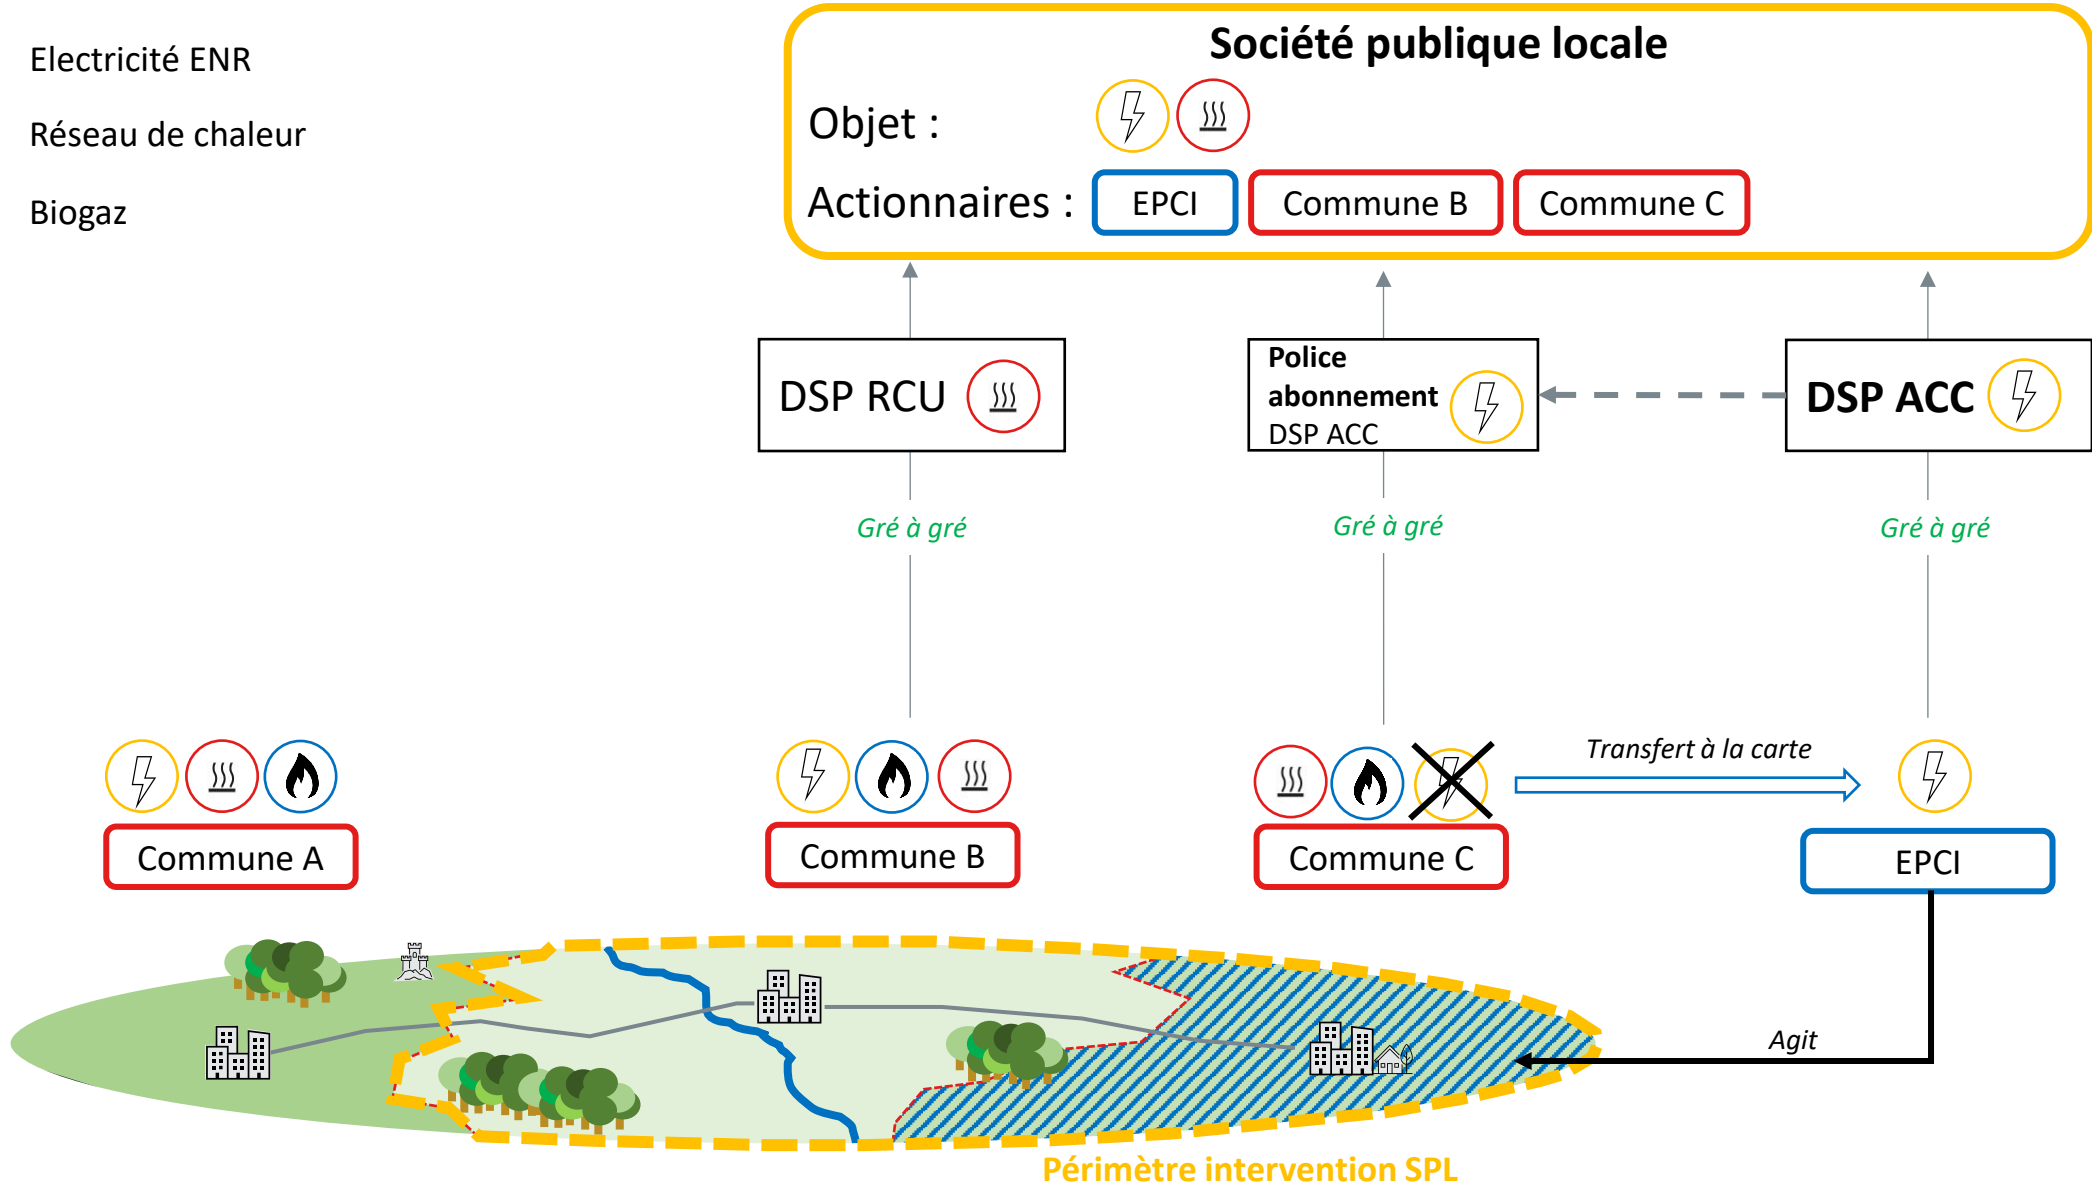 Electricité ENR
Réseau de chaleur
Biogaz
Société publique locale
Objet :
Actionnaires :
EPCI
Commune B
Commune C
DSP RCU
Police
abonnement
DSP ACC
DSP ACC
Gré à gré
Gré à gré
Gré à gré
Transfert à la carte
Commune A
Commune B
Commune C
EPCI
Agit
Périmètre intervention SPL